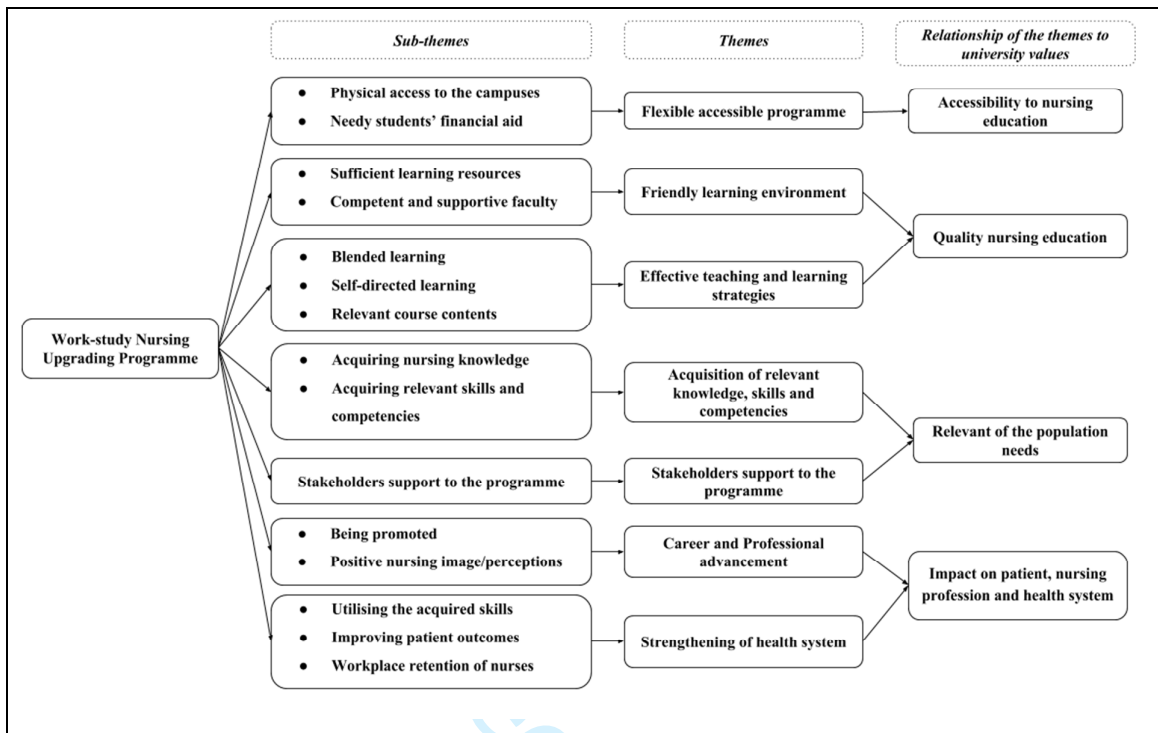 Sub-themes
Themes
Relationship of the themes to
university values
● Physical access to the campuses
● Needy students' financial aid
Flexible accessible programme
Accessibility to nursing
education
● Sufficient learning resources
● Competent and supportive faculty
Friendly learning environment
Quality nursing education
● Blended learning
● Self-directed learning
● Relevant course contents
Effective teaching and learning
strategies
Work-study Nursing
Upgrading Programme
● Acquiring nursing knowledge
● Acquiring relevant skills and
competencies
Acquisition of relevant
knowledge, skills and
competencies
Relevant of the population
needs
Stakeholders support to the programme
Stakeholders support to the
programme
● Being promoted
● Positive nursing image/perceptions
Career and Professional
advancement
Impact on patient, nursing
profession and health system
● Utilising the acquired skills
● Improving patient outcomes
● Workplace retention of nurses
Strengthening of health system